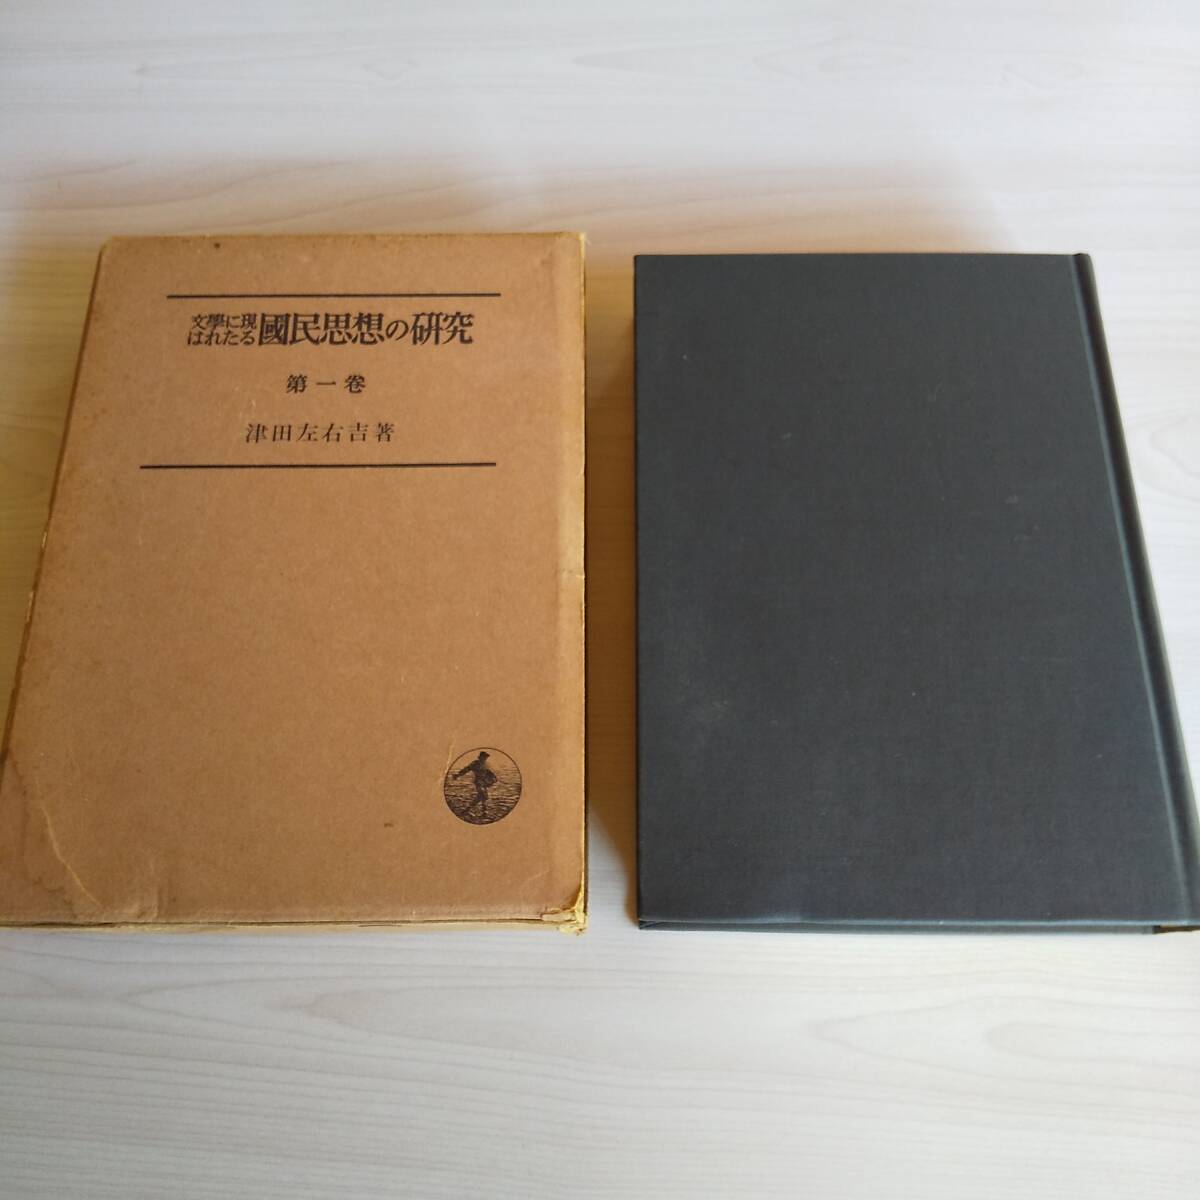 文學に現はれたる國民思想の研究
第一卷
津田左右吉著